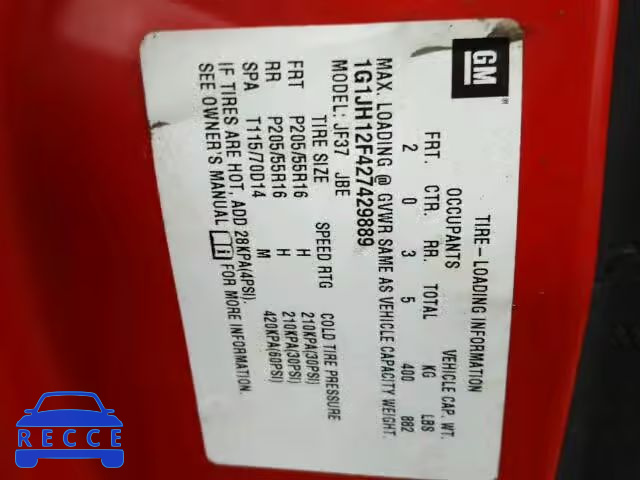 GM
®
TIRE-LOADING INFORMATION
OCCUPANTS VEHICLE CAP. WT.
FRT. CTR. RR. TOTAL KG LBS
2 0 3 5 400 882
MAX. LOADING @ GVWR SAME AS VEHICLE CAPACITY WEIGHT.
1G1JH12F427429889
MODEL: JF37 JBE
TIRE SIZE SPEED RTG COLD TIRE PRESSURE
FRT P205/55R16 H 210KPA(30PSI)
RR P205/55R16 H 210KPA(30PSI)
SPA T115/70D14 M 420KPA(60PSI)
IF TIRES ARE HOT, ADD 28KPA(4PSI).
SEE OWNER'S MANUAL i FOR MORE INFORMATION.
RECCE